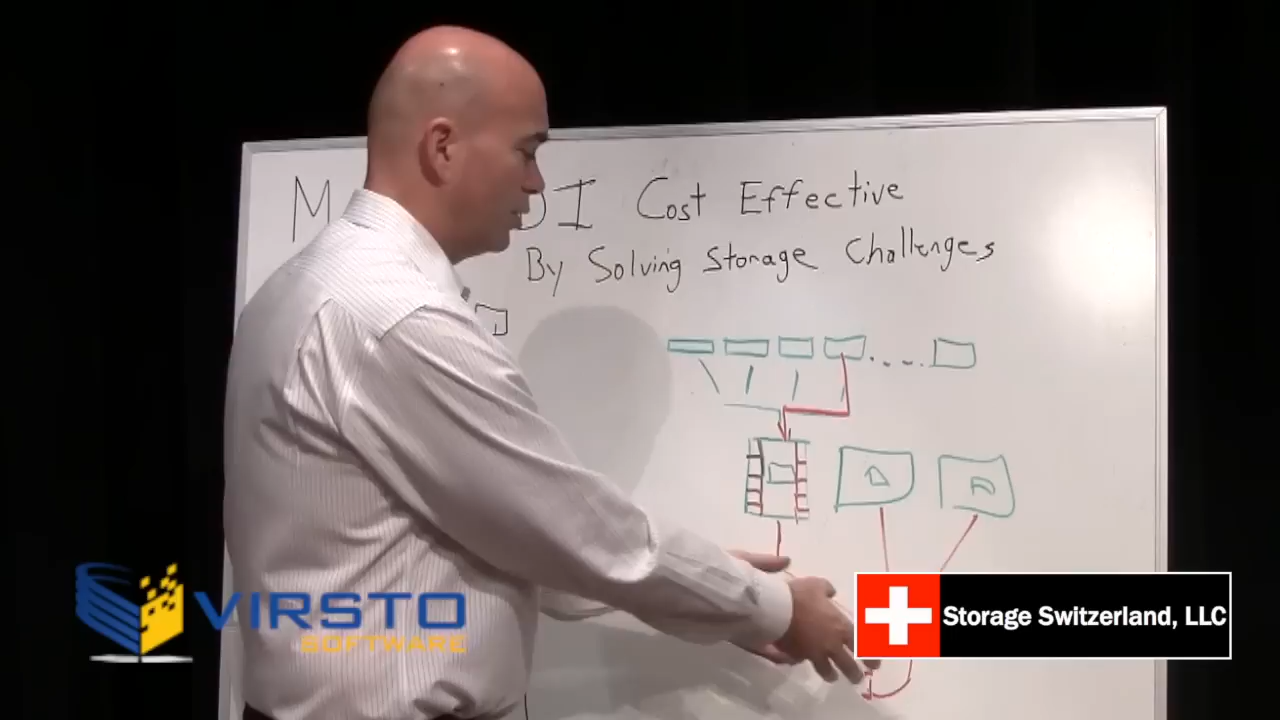 M DI Cost Effective
By Solving Storage Challenges
VIRSTO
SOFTWARE
Storage Switzerland, LLC